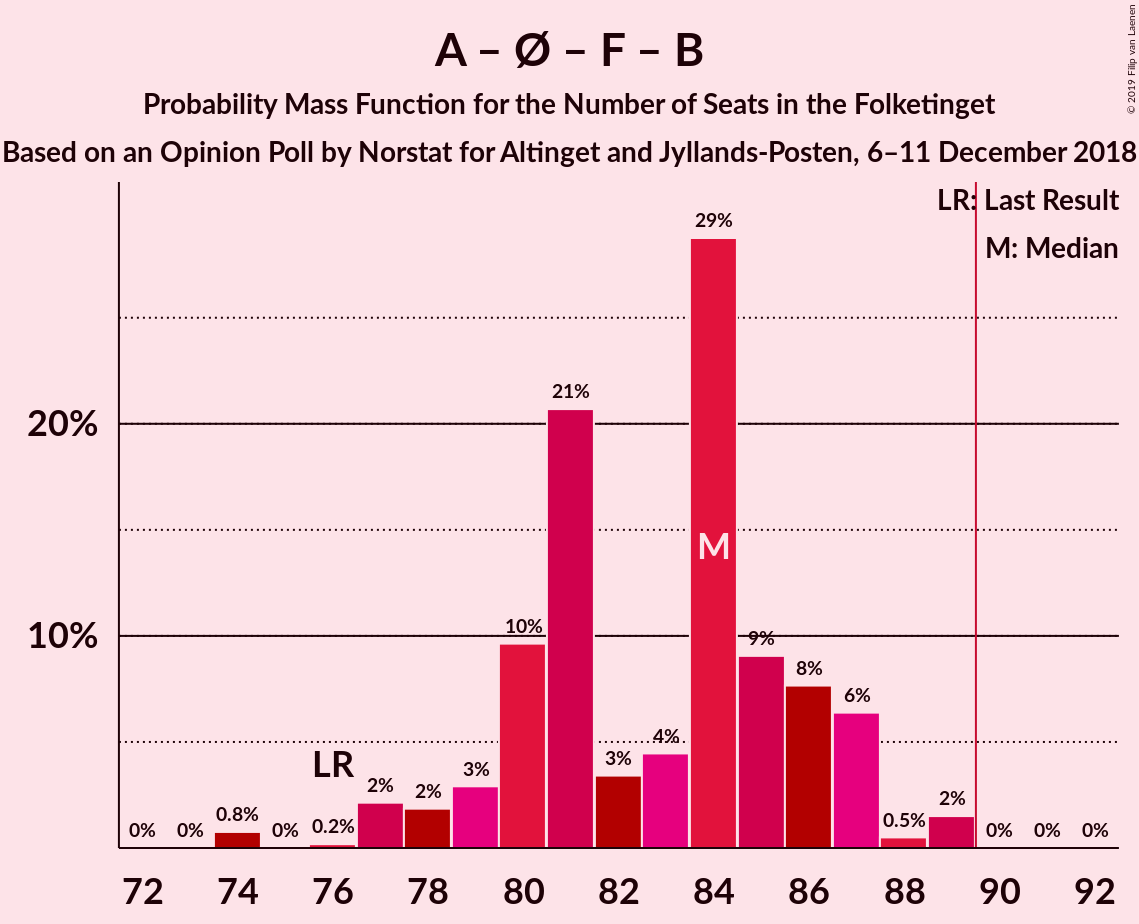 A – Ø – F – B
Probability Mass Function for the Number of Seats in the Folketinget
Based on an Opinion Poll by Norstat for Altinget and Jyllands-Posten, 6–11 December 2018
© 2019 Filip van Laenen
LR: Last Result
M: Median
20%
10%
0%
0%
0.8%
0%
0.2%
2%
2%
3%
10%
21%
3%
4%
29%
9%
8%
6%
0.5%
2%
0%
0%
0%
LR
M
72 74 76 78 80 82 84 86 88 90 92